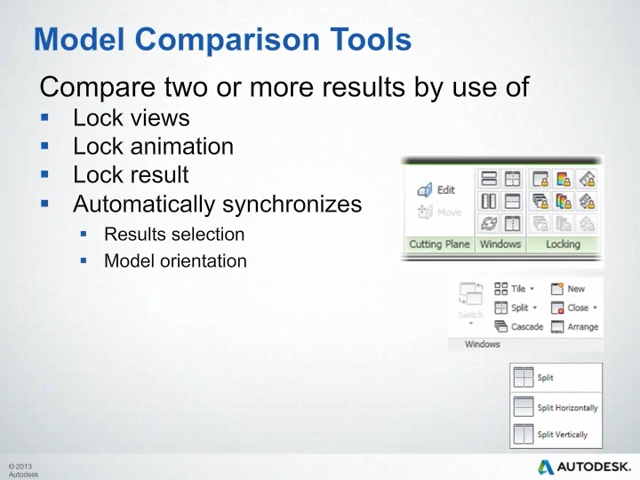 Model Comparison Tools
Compare two or more results by use of
Lock views
Lock animation
Lock result
Automatically synchronizes
Results selection
Model orientation
Edit
Move
Cutting Plane Windows Locking
Switch
Tile New
Split Close
Cascade Arrange
Windows
Split
Split Horizontally
Split Vertically
© 2013
Autodesk
AUTODESK.